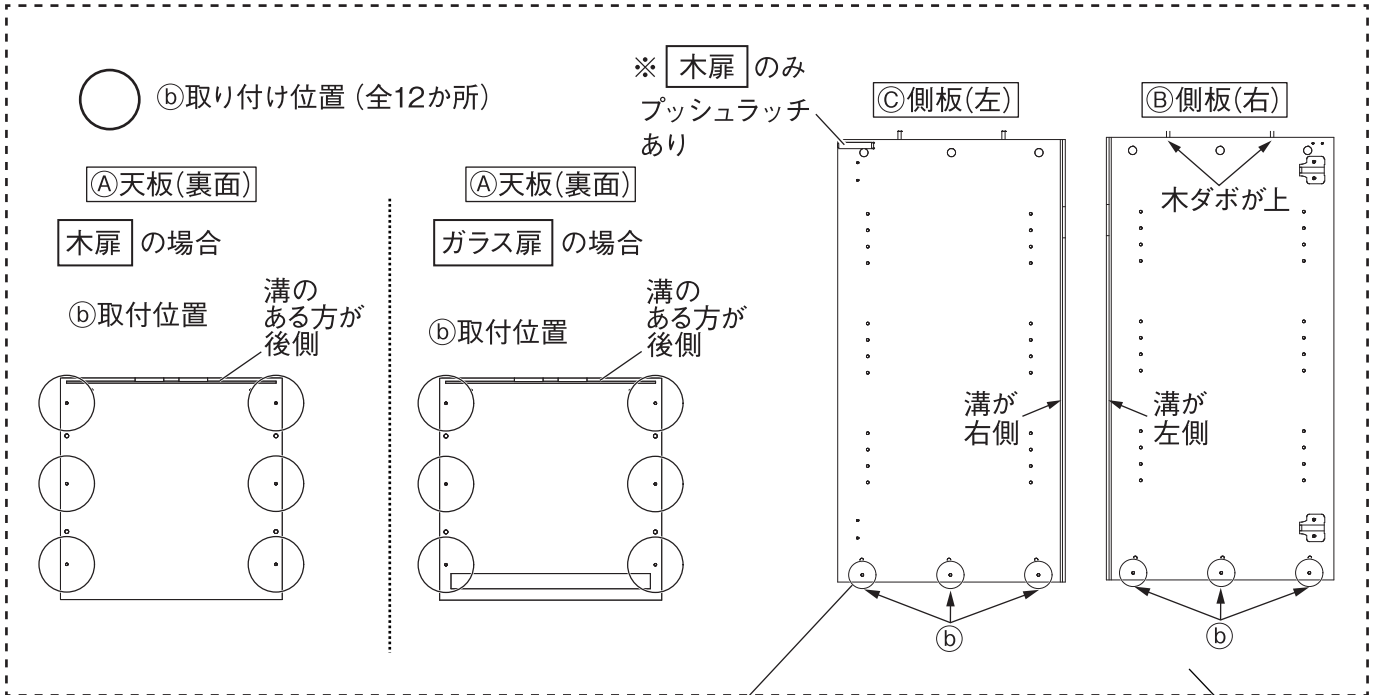 ⓑ取り付け位置（全12か所）
Ⓐ天板(裏面)
木扉 の場合
ⓑ取付位置
溝の
ある方が
後側
Ⓐ天板(裏面)
ガラス扉 の場合
ⓑ取付位置
溝の
ある方が
後側
※ 木扉 のみ
プッシュラッチ
あり
Ⓒ側板(左)
溝が
右側
ⓑ
Ⓑ側板(右)
木ダボが上
溝が
左側
ⓑ